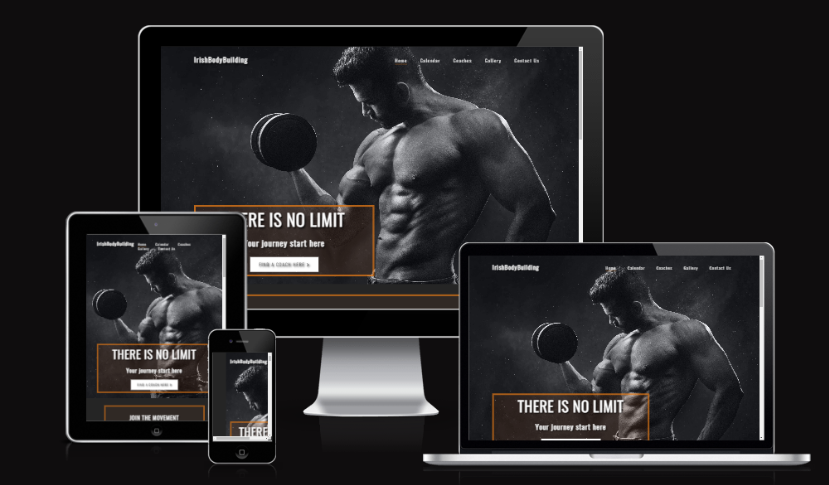 IrishBodyBuilding Home Calendar Coaches Gallery Contact Us
ERE IS NO LIMIT
our journey start here
FIND A COACH HERE
IrishBodyBuilding Home Calendar Coaches
Gallery Contact Us
THERE IS NO LIMIT
Your journey start here
FIND A COACH HERE
JOIN THE MOVEMENT
IrishBodyBuilding
THERE
IrishBodyBuilding Home Calendar Coaches Gallery Contact Us
THERE IS NO LIMIT
Your journey start here